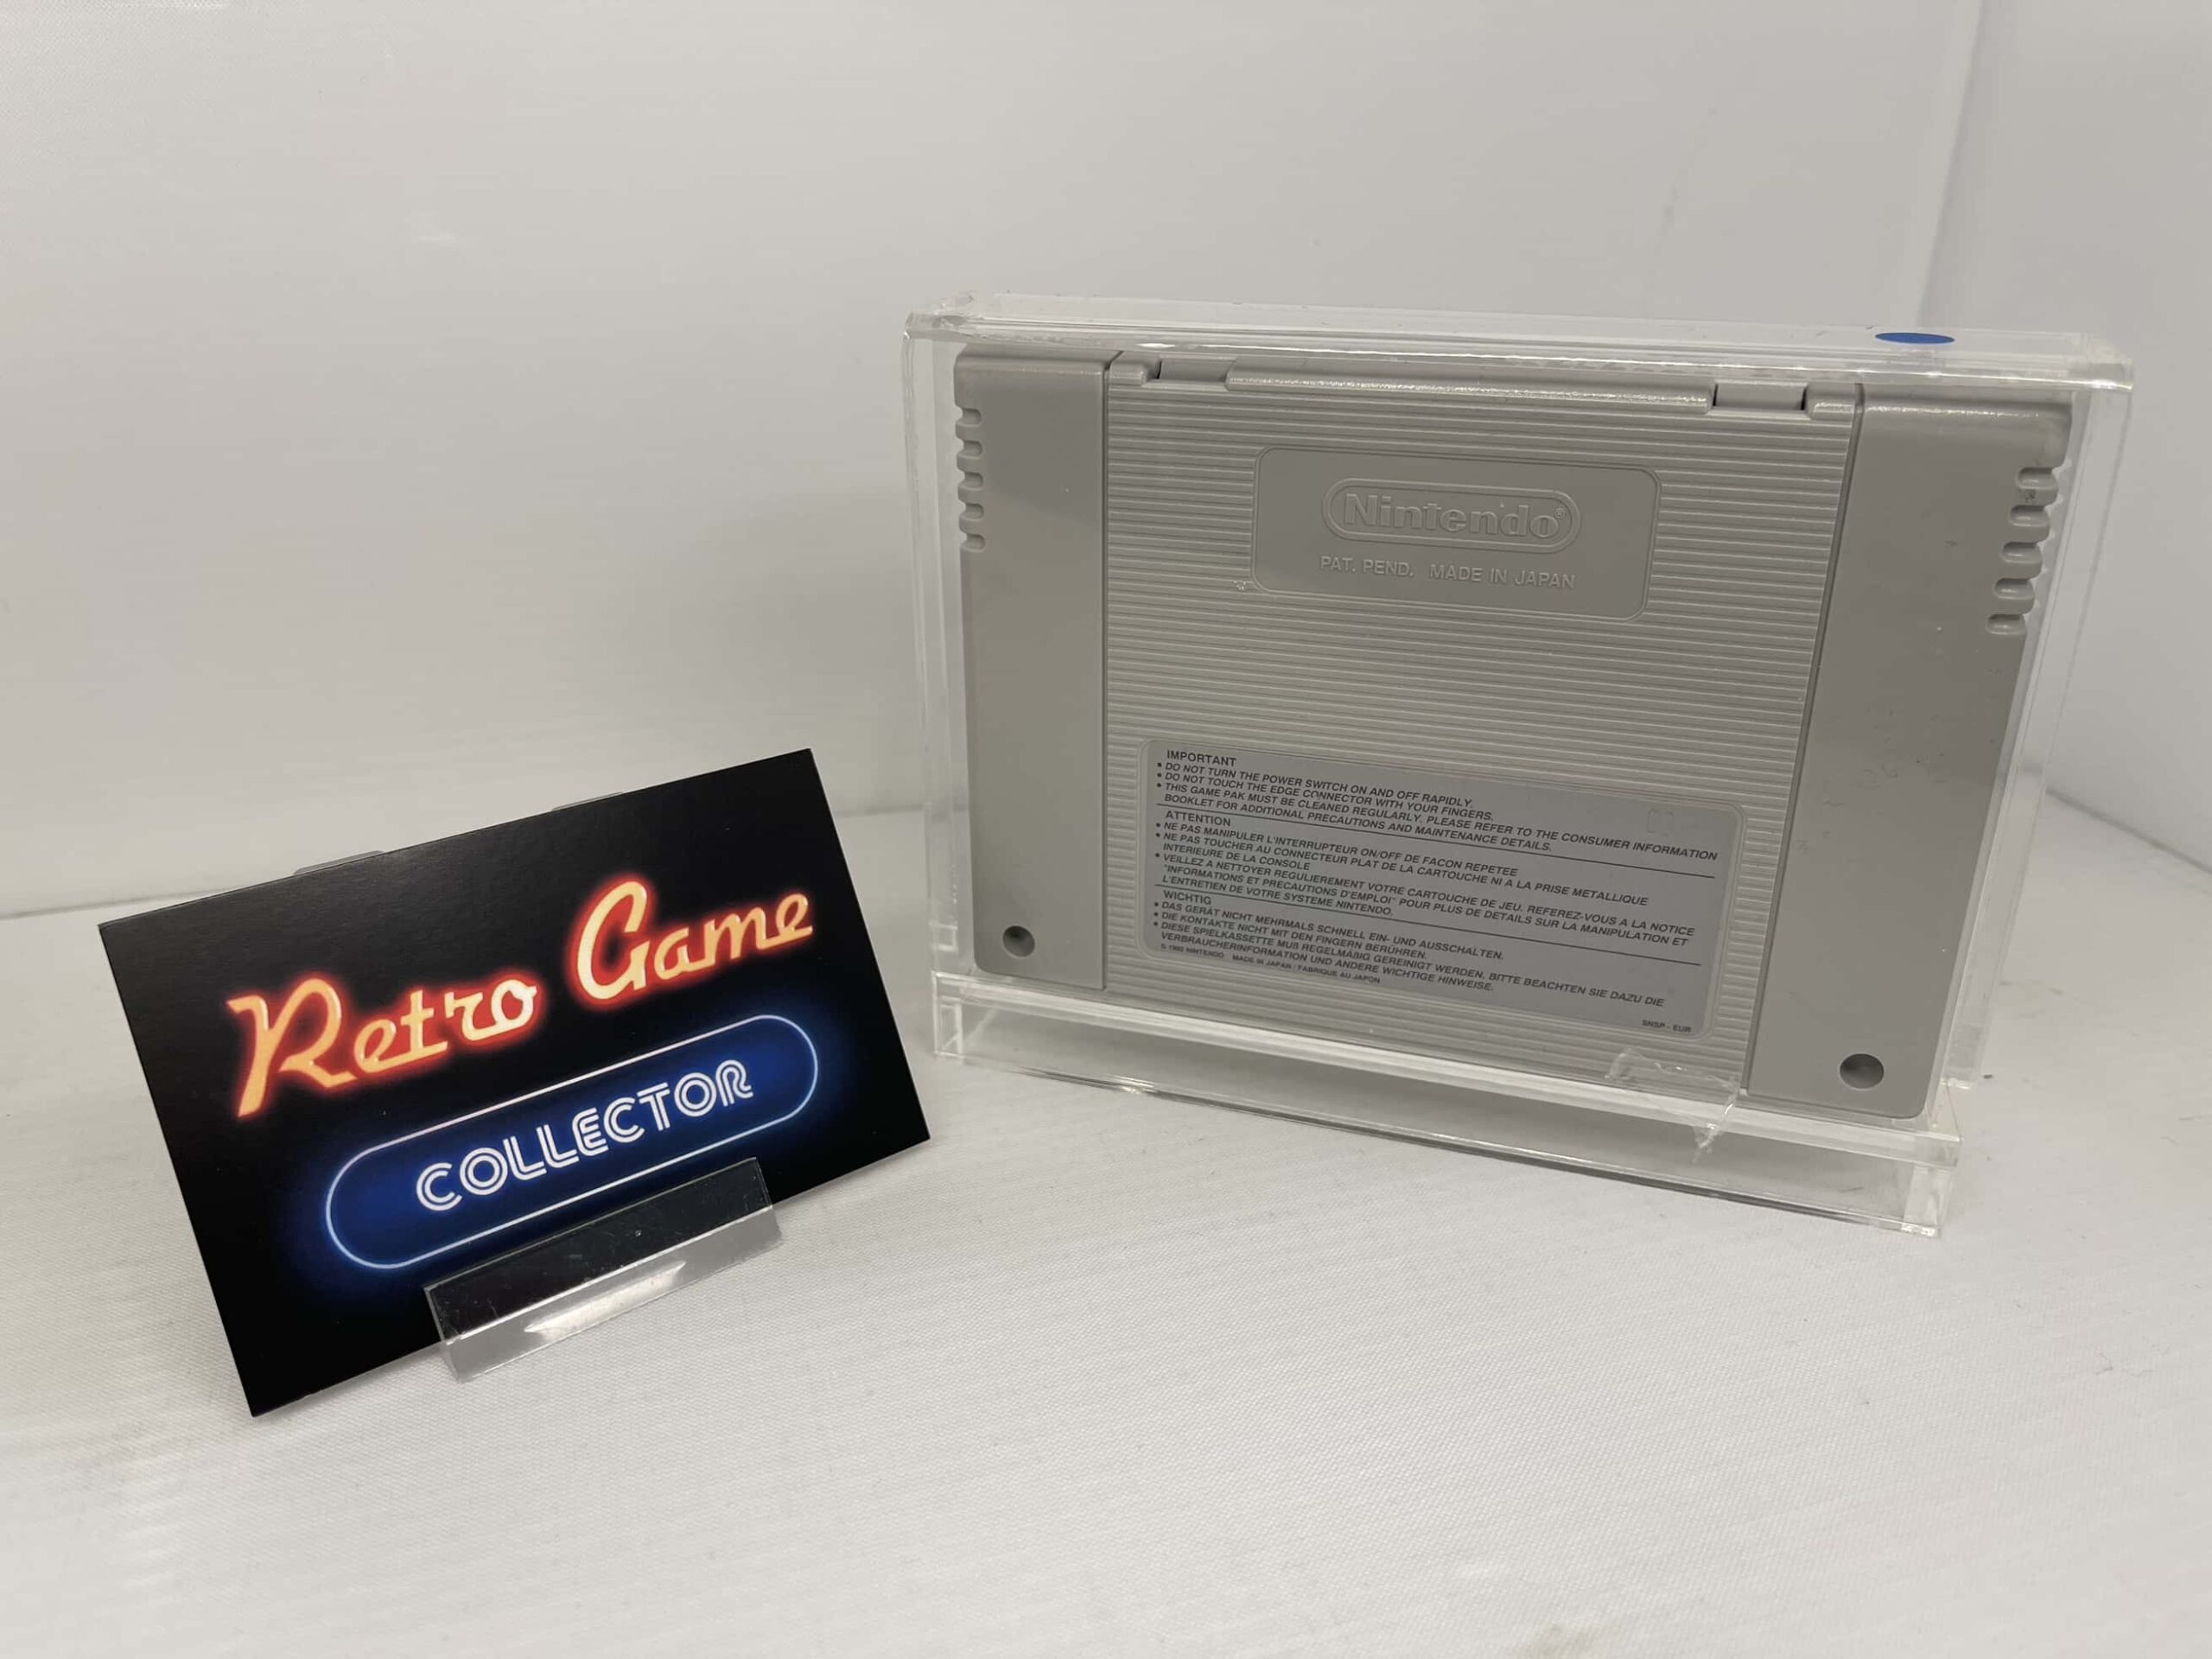 Retro Game
COLLECTOR
Nintendo®
PAT. PEND. MADE IN JAPAN
IMPORTANT
• DO NOT TURN THE POWER SWITCH ON AND OFF RAPIDLY.
• DO NOT TOUCH THE EDGE CONNECTOR WITH YOUR FINGERS.
• THIS GAME PAK MUST BE CLEANED REGULARLY. PLEASE REFER TO THE CONSUMER INFORMATION
BOOKLET FOR ADDITIONAL PRECAUTIONS AND MAINTENANCE DETAILS.
ATTENTION
• NE PAS MANIPULER L'INTERRUPTEUR ON/OFF DE FACON REPETEE
• NE PAS TOUCHER AU CONNECTEUR PLAT DE LA CARTOUCHE NI A LA PRISE METALLIQUE
INTERIEURE DE LA CONSOLE
• VEILLEZ A NETTOYER REGULIEREMENT VOTRE CARTOUCHE DE JEU. REFEREZ-VOUS A LA NOTICE
"INFORMATIONS ET PRECAUTIONS D'EMPLOI" POUR PLUS DE DETAILS SUR LA MANIPULATION ET
L'ENTRETIEN DE VOTRE SYSTEME NINTENDO.
WICHTIG
• DAS GERÄT NICHT MEHRMALS SCHNELL EIN- UND AUSSCHALTEN.
• DIE KONTAKTE NICHT MIT DEN FINGERN BERÜHREN.
• DIESE SPIELKASSETTE MUß REGELMÄßIG GEREINIGT WERDEN. BITTE BEACHTEN SIE DAZU DIE
VERBRAUCHERINFORMATION UND ANDERE WICHTIGE HINWEISE.
© 1992 NINTENDO MADE IN JAPAN / FABRIQUE AU JAPON
SNSP - EUR